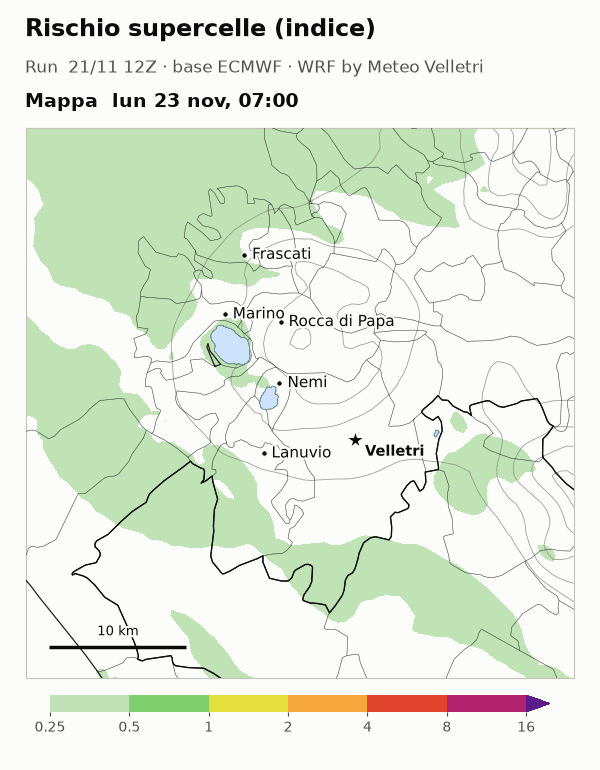 Rischio supercelle (indice)
Run  21/11 12Z · base ECMWF · WRF by Meteo Velletri
Mappa  lun 23 nov, 07:00
Frascati
Marino
Rocca di Papa
Nemi
Velletri
Lanuvio
10 km
0.25 0.5 1 2 4 8 16